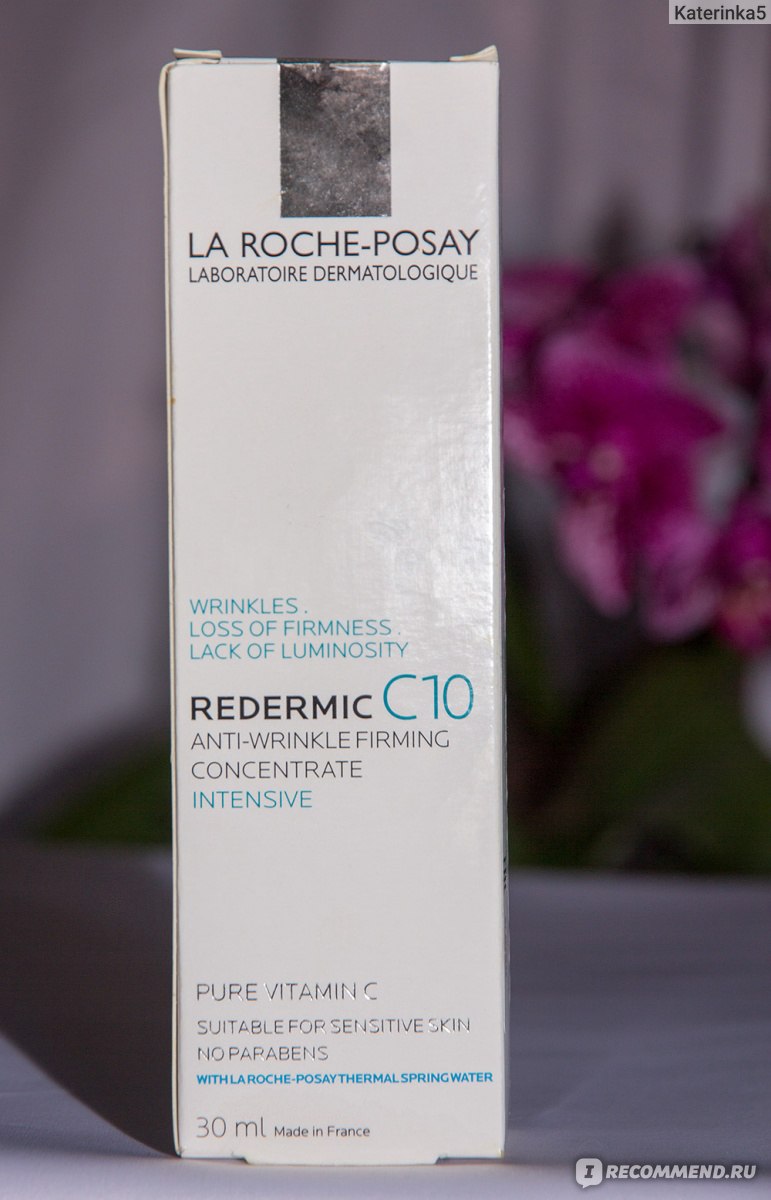 Katerinka5
LA ROCHE-POSAY
LABORATOIRE DERMATOLOGIQUE
WRINKLES .
LOSS OF FIRMNESS .
LACK OF LUMINOSITY
REDERMIC C10
ANTI-WRINKLE FIRMING
CONCENTRATE
INTENSIVE
PURE VITAMIN C
SUITABLE FOR SENSITIVE SKIN
NO PARABENS
WITH LA ROCHE-POSAY THERMAL SPRING WATER
30 ml Made in France
I RECOMMEND.RU